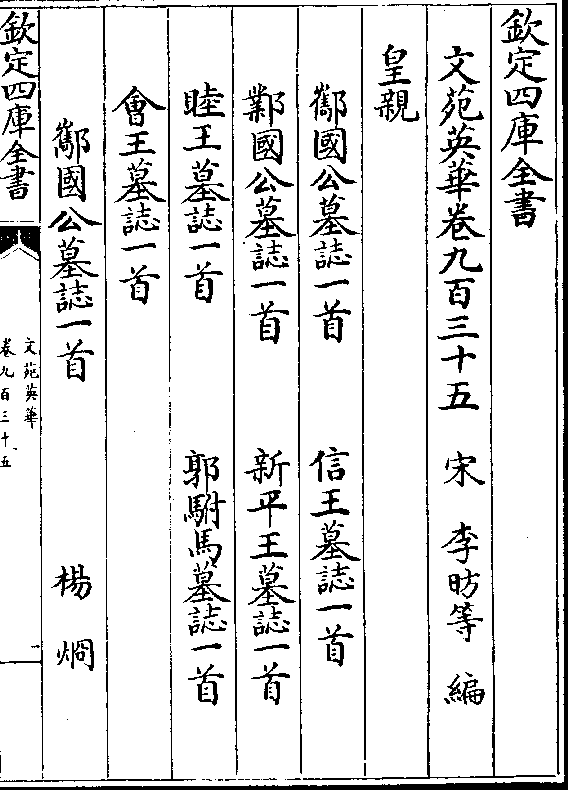 欽定四庫全書
文苑英華卷九百三十五 宋 李昉等 編
皇親
酅國公墓誌一首 信王墓誌一首
鄴國公墓誌一首 新平王墓誌一首
睦王墓誌一首 郭駙馬墓誌一首
會王墓誌一首
酅國公墓誌一首 楊烱
欽定四庫全書
文苑英華
卷九百三十五
一